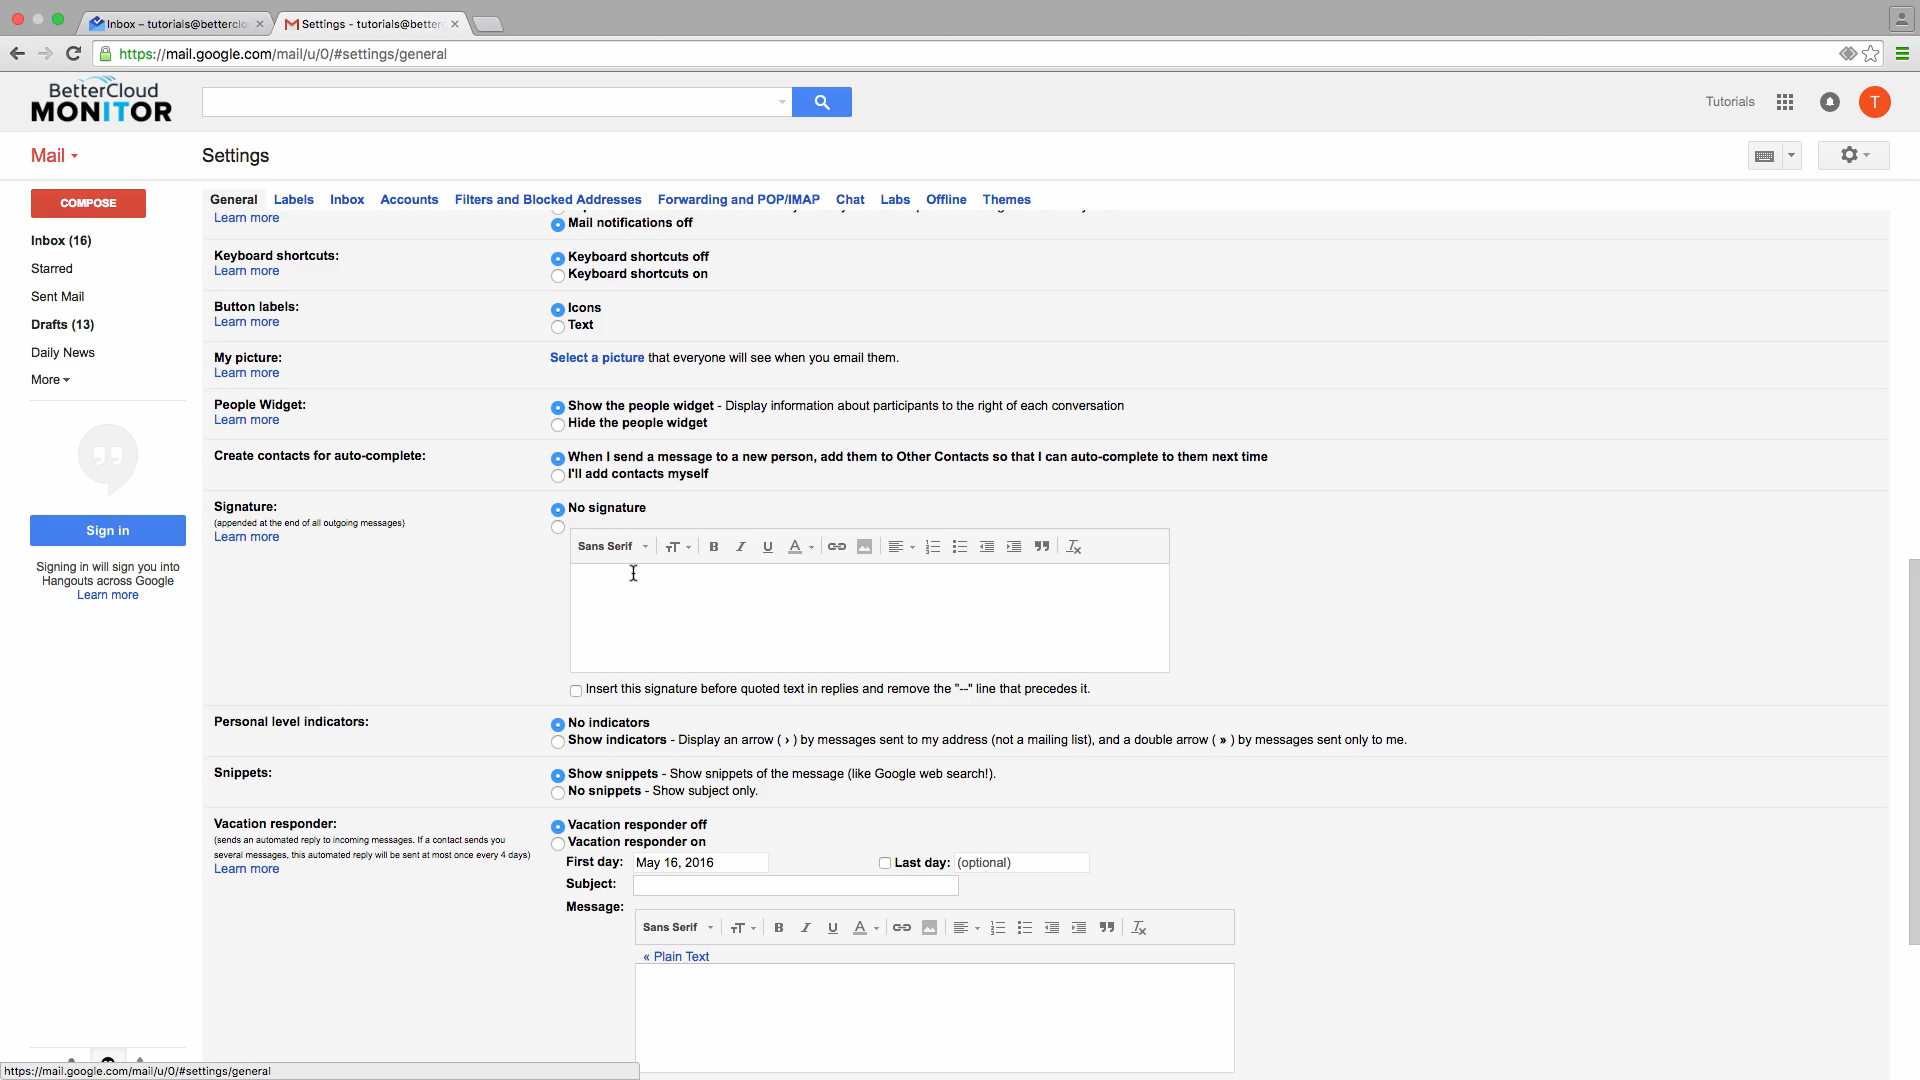 Inbox – tutorials@betterclo
Settings - tutorials@better
https://mail.google.com/mail/u/0/#settings/general
BetterCloud
MONITOR
Tutorials
T
Mail
Settings
COMPOSE
General Labels Inbox Accounts Filters and Blocked Addresses Forwarding and POP/IMAP Chat Labs Offline Themes
Inbox (16)
Starred
Sent Mail
Drafts (13)
Daily News
More
Sign in
Signing in will sign you into
Hangouts across Google
Learn more
Learn more
Mail notifications off
Keyboard shortcuts:
Learn more
Keyboard shortcuts off
Keyboard shortcuts on
Button labels:
Learn more
Icons
Text
My picture:
Learn more
Select a picture that everyone will see when you email them.
People Widget:
Learn more
Show the people widget - Display information about participants to the right of each conversation
Hide the people widget
Create contacts for auto-complete:
When I send a message to a new person, add them to Other Contacts so that I can auto-complete to them next time
I'll add contacts myself
Signature:
(appended at the end of all outgoing messages)
Learn more
No signature
Sans Serif
Insert this signature before quoted text in replies and remove the "--" line that precedes it.
Personal level indicators:
No indicators
Show indicators - Display an arrow ( › ) by messages sent to my address (not a mailing list), and a double arrow ( » ) by messages sent only to me.
Snippets:
Show snippets - Show snippets of the message (like Google web search!).
No snippets - Show subject only.
Vacation responder:
(sends an automated reply to incoming messages. If a contact sends you
several messages, this automated reply will be sent at most once every 4 days)
Learn more
Vacation responder off
Vacation responder on
First day: May 16, 2016 Last day: (optional)
Subject:
Message:
Sans Serif
« Plain Text
https://mail.google.com/mail/u/0/#settings/general